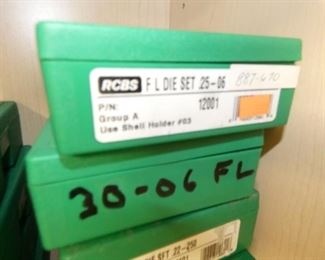 RCBS F L DIE SET .25-06 887-670
P/N: 12001
Group A
Use Shell Holder #03
30-06 FL
DIE SET .22-250